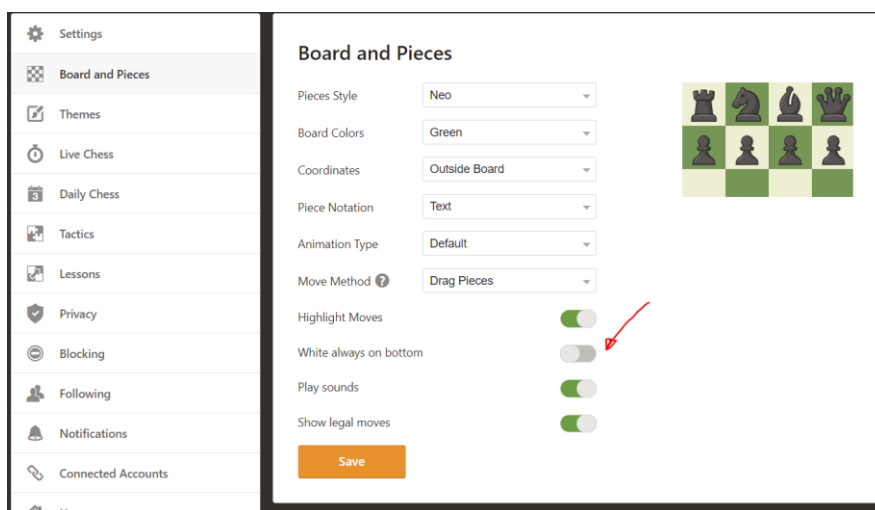 Settings
Board and Pieces
Themes
Live Chess
3
Daily Chess
Tactics
Lessons
Privacy
Blocking
Following
Notifications
Connected Accounts
Board and Pieces
Pieces Style Neo
Board Colors Green
Coordinates Outside Board
Piece Notation Text
Animation Type Default
Move Method ? Drag Pieces
Highlight Moves
White always on bottom
Play sounds
Show legal moves
Save